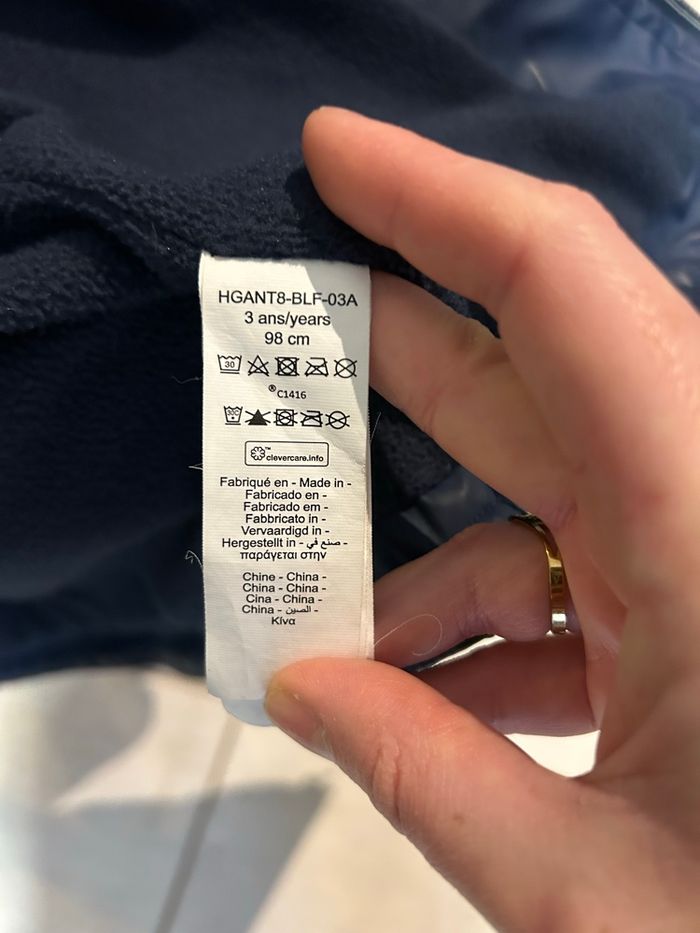 HGANT8-BLF-03A
3 ans/years
98 cm
30
® C1416
30
clevercare.info™
Fabriqué en - Made in -
Fabricado en -
Fabricado em -
Fabbricato in -
Vervaardigd in -
Hergestellt in - صنع في -
παράγεται στην
Chine - China -
China - China -
Cina - China -
China - الصين -
Κίνα